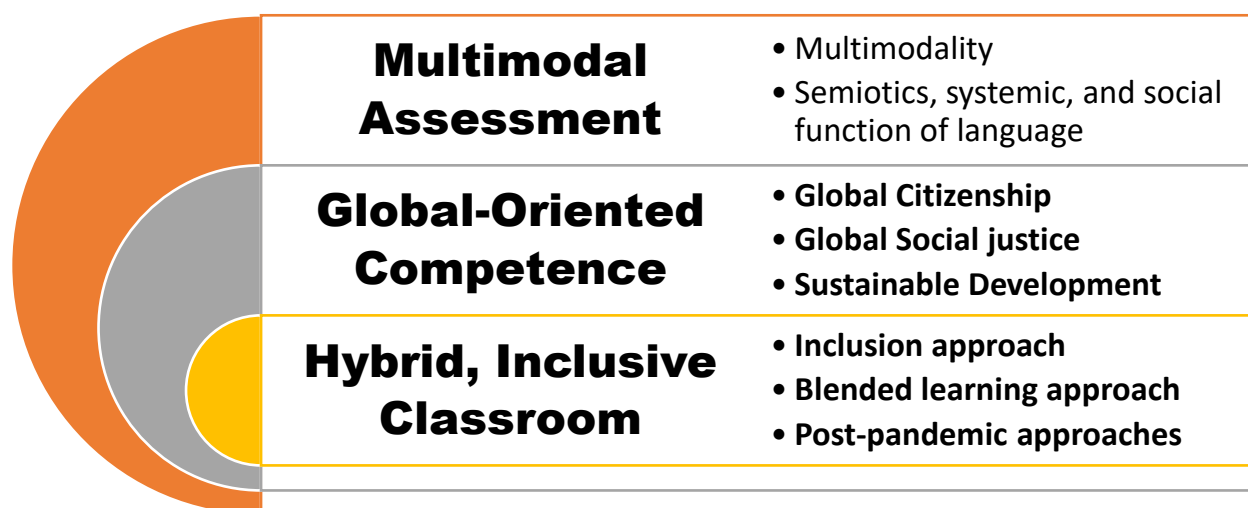 Multimodal
Assessment
• Multimodality
• Semiotics, systemic, and social
function of language
Global-Oriented
Competence
• Global Citizenship
• Global Social justice
• Sustainable Development
Hybrid, Inclusive
Classroom
• Inclusion approach
• Blended learning approach
• Post-pandemic approaches